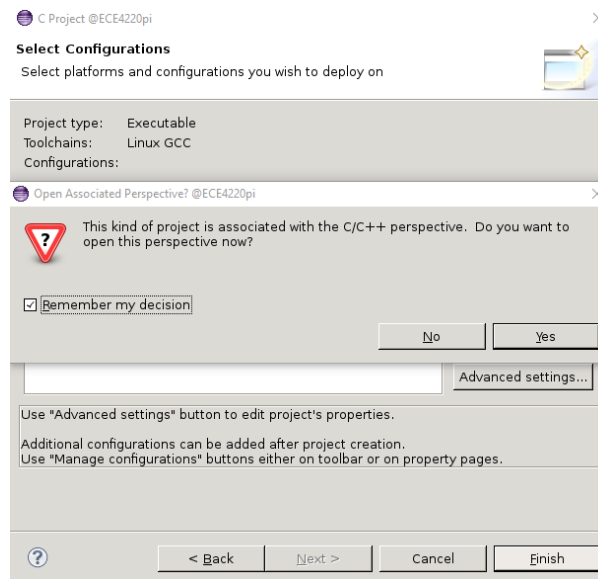 C Project @ECE4220pi
Select Configurations
Select platforms and configurations you wish to deploy on
Project type: Executable
Toolchains: Linux GCC
Configurations:
Open Associated Perspective? @ECE4220pi
This kind of project is associated with the C/C++ perspective. Do you want to
open this perspective now?
Remember my decision
No Yes
Advanced settings...
Use "Advanced settings" button to edit project's properties.
Additional configurations can be added after project creation.
Use "Manage configurations" buttons either on toolbar or on property pages.
< Back Next > Cancel Finish